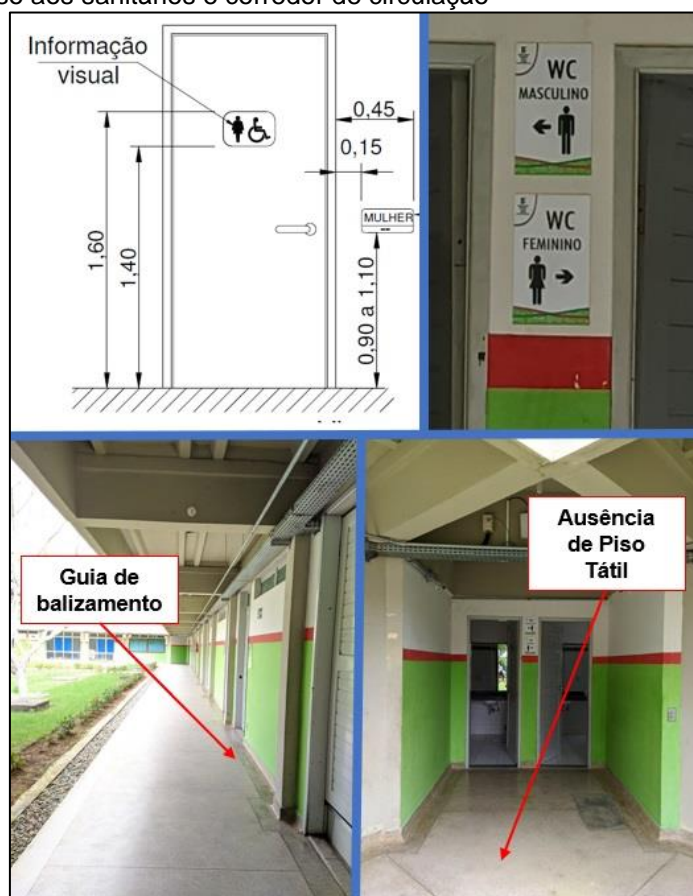 Informação
visual
0,45
0,15
MULHER
1,60
1,40
0,90 a 1,10
WC
MASCULINO
WC
FEMININO
Guia de
balizamento
Ausência
de Piso
Tátil